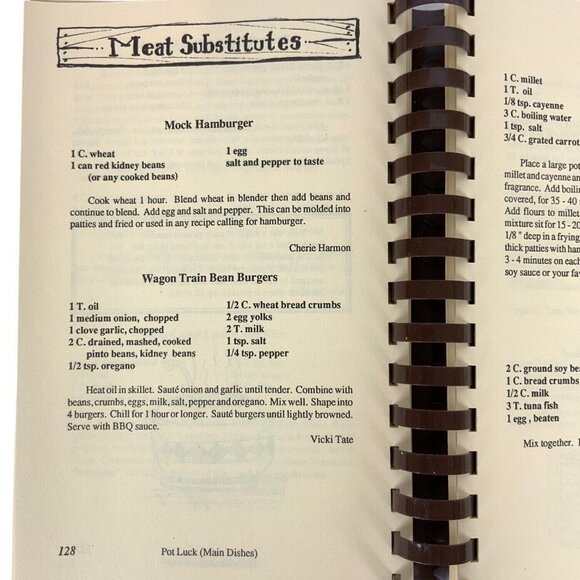 Meat Substitutes
Mock Hamburger
1 C. wheat
1 can red kidney beans
(or any cooked beans)
1 egg
salt and pepper to taste
Cook wheat 1 hour. Blend wheat in blender then add beans and
continue to blend. Add egg and salt and pepper. This can be molded into
patties and fried or used in any recipe calling for hamburger.
Cherie Harmon
Wagon Train Bean Burgers
1 T. oil
1 medium onion, chopped
1 clove garlic, chopped
2 C. drained, mashed, cooked
pinto beans, kidney beans
1/2 tsp. oregano
1/2 C. wheat bread crumbs
2 egg yolks
2 T. milk
1 tsp. salt
1/4 tsp. pepper
Heat oil in skillet. Sauté onion and garlic until tender. Combine with
beans, crumbs, eggs, milk, salt, pepper and oregano. Mix well. Shape into
4 burgers. Chill for 1 hour or longer. Sauté burgers until lightly browned.
Serve with BBQ sauce.
Vicki Tate
128 Pot Luck (Main Dishes)
1 C. millet
1 T. oil
1/8 tsp. cayenne
3 C. boiling water
1 tsp. salt
3/4 C. grated carrot
Place a large pot
millet and cayenne an
fragrance. Add boilin
covered, for 35 - 40
Add flours to millet
mixture sit for 15 - 20
1/8 " deep in a frying
thick patties with han
3 - 4 minutes on each
soy sauce or your fav
2 C. ground soy bea
1 C. bread crumbs
1/2 C. milk
3 T. tuna fish
1 egg , beaten
Mix together.